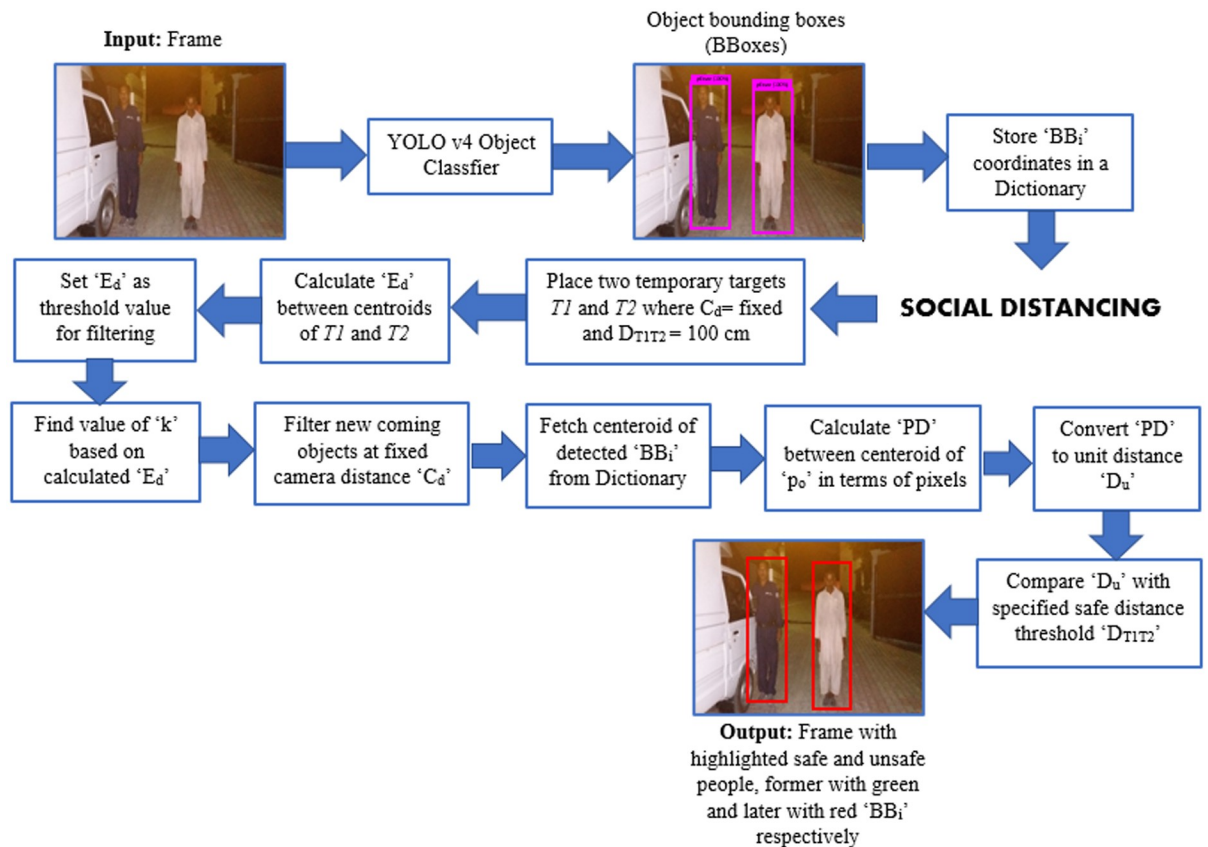 Input: Frame
Object bounding boxes
(BBoxes)
YOLO v4 Object
Classfier
Store ‘BBi’
coordinates in a
Dictionary
SOCIAL DISTANCING
Place two temporary targets
T1 and T2 where Cd= fixed
and DT1T2 = 100 cm
Calculate ‘Ed’
between centroids
of T1 and T2
Set ‘Ed’ as
threshold value
for filtering
Find value of ‘k’
based on
calculated ‘Ed’
Filter new coming
objects at fixed
camera distance ‘Cd’
Fetch centeroid of
detected ‘BBi’
from Dictionary
Calculate ‘PD’
between centeroid of
‘po’ in terms of pixels
Convert ‘PD’
to unit distance
‘Du’
Compare ‘Du’ with
specified safe distance
threshold ‘DT1T2’
Output: Frame with
highlighted safe and unsafe
people, former with green
and later with red ‘BBi’
respectively